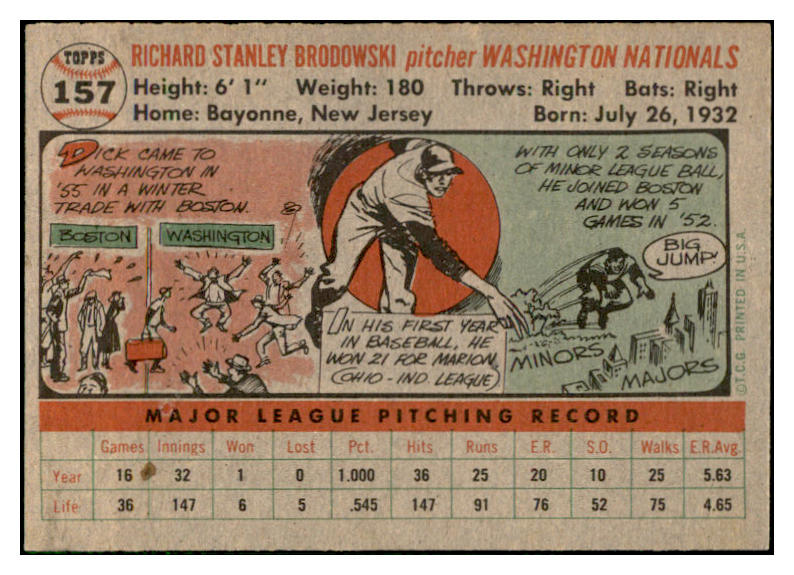 TOPPS
157
RICHARD STANLEY BRODOWSKI pitcher WASHINGTON NATIONALS
Height: 6' 1" Weight: 180 Throws: Right Bats: Right
Home: Bayonne, New Jersey Born: July 26, 1932
DICK CAME TO
WASHINGTON IN
'55 IN A WINTER
TRADE WITH BOSTON.
BOSTON WASHINGTON
IN HIS FIRST YEAR
IN BASEBALL, HE
WON 21 FOR MARION,
(OHIO-IND. LEAGUE)
WITH ONLY 2 SEASONS
OF MINOR LEAGUE BALL,
HE JOINED BOSTON
AND WON 5
GAMES IN '52.
BIG
JUMP!
MINORS
MAJORS
©T.C.G. PRINTED IN U.S.A.
MAJOR LEAGUE PITCHING RECORD
Games Innings Won Lost Pct. Hits Runs E.R. S.O. Walks E.R.Avg.
Year 16 32 1 0 1.000 36 25 20 10 25 5.63
Life 36 147 6 5 .545 147 91 76 52 75 4.65